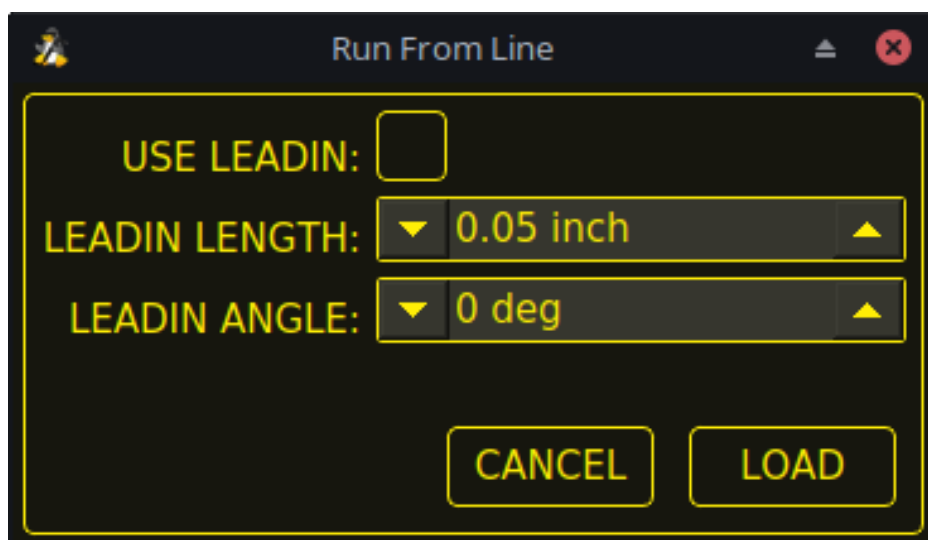 Run From Line
USE LEADIN:
LEADIN LENGTH: 0.05 inch
LEADIN ANGLE: 0 deg
CANCEL LOAD